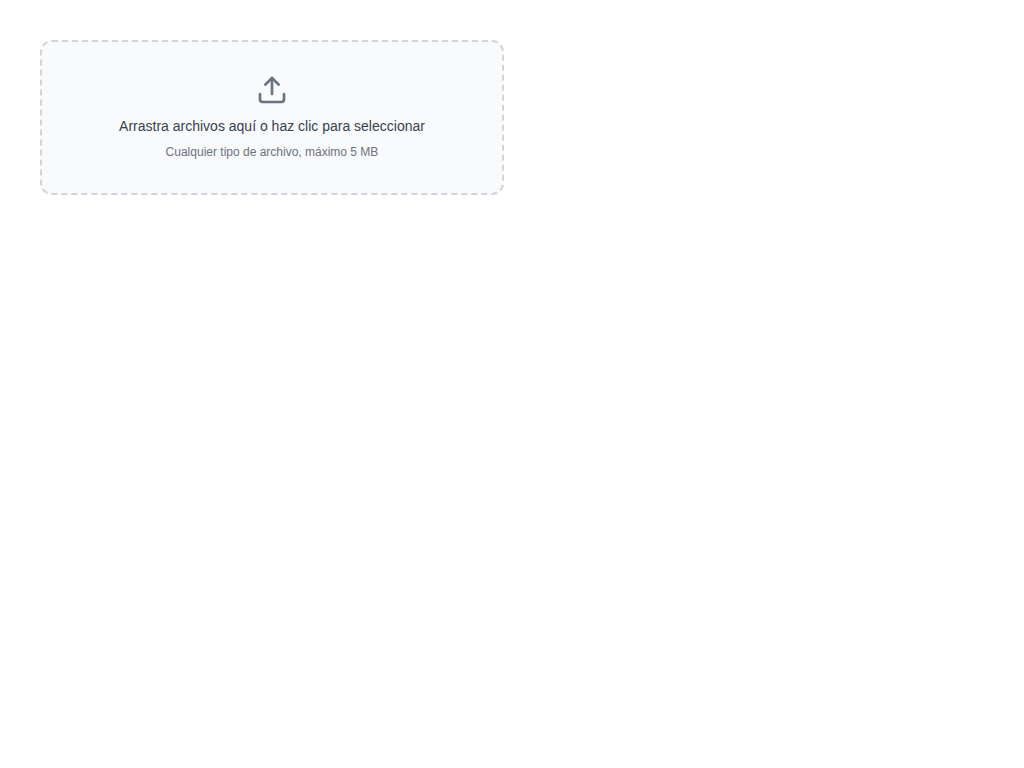 Arrastra archivos aquí o haz clic para seleccionar
Cualquier tipo de archivo, máximo 5 MB